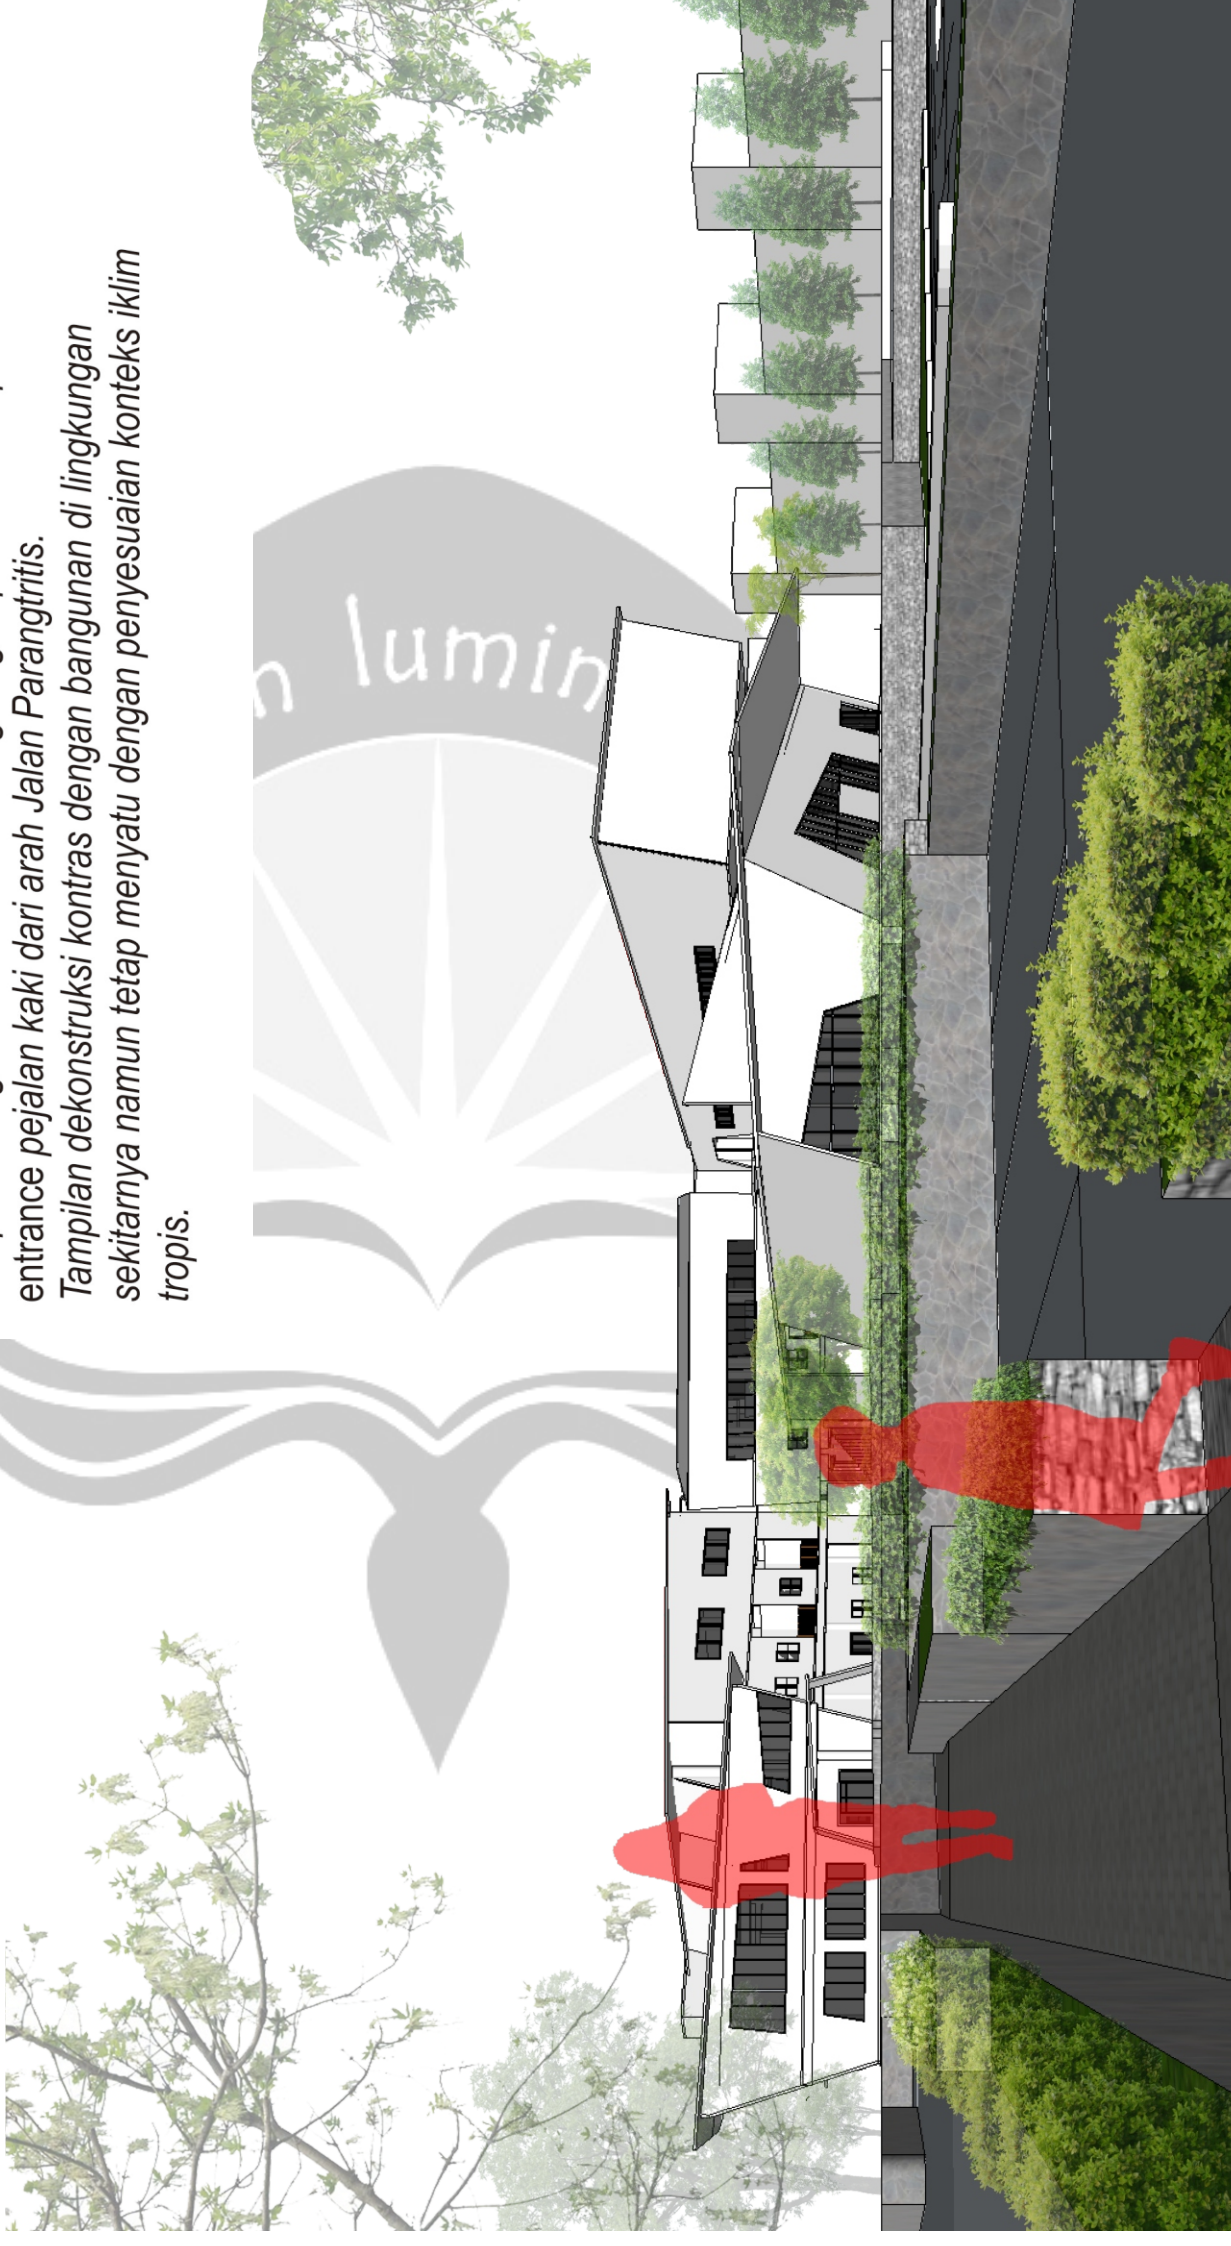 entrance pejalan kaki dari arah Jalan Parangtritis.
Tampilan dekonstruksi kontras dengan bangunan di lingkungan
sekitarnya namun tetap menyatu dengan penyesuaian konteks iklim
tropis.
lumin